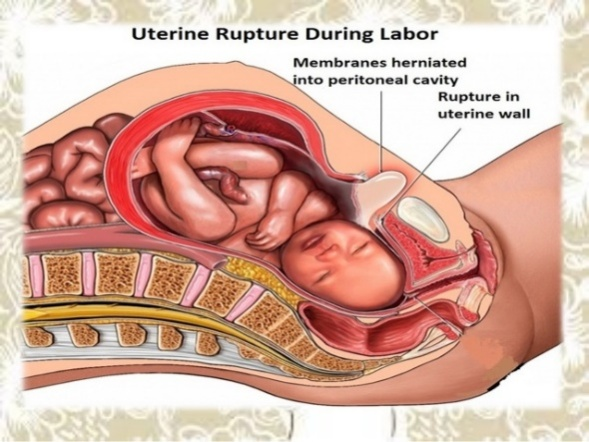 Uterine Rupture During Labor
Membranes herniated
into peritoneal cavity
Rupture in
uterine wall